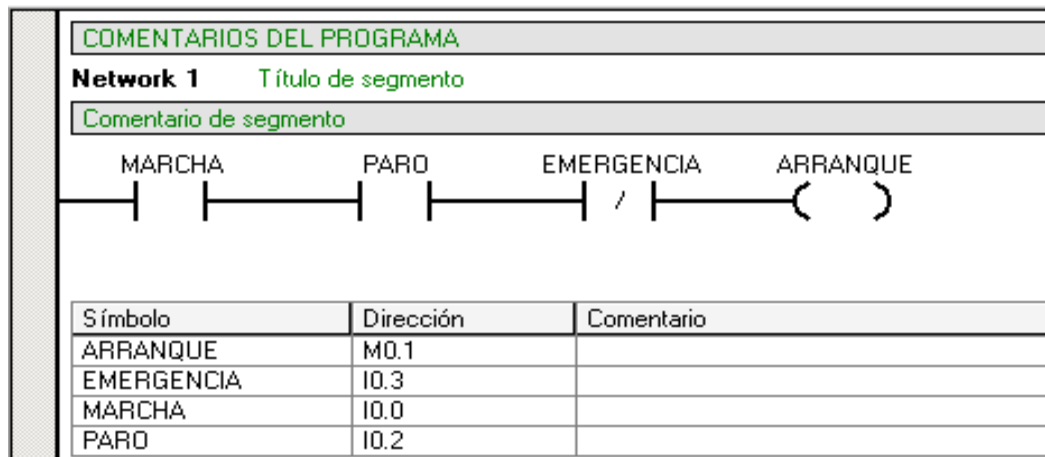 COMENTARIOS DEL PROGRAMA
Network 1 Título de segmento
Comentario de segmento
MARCHA PARO EMERGENCIA ARRANQUE
Símbolo Dirección Comentario
ARRANQUE M0.1
EMERGENCIA I0.3
MARCHA I0.0
PARO I0.2